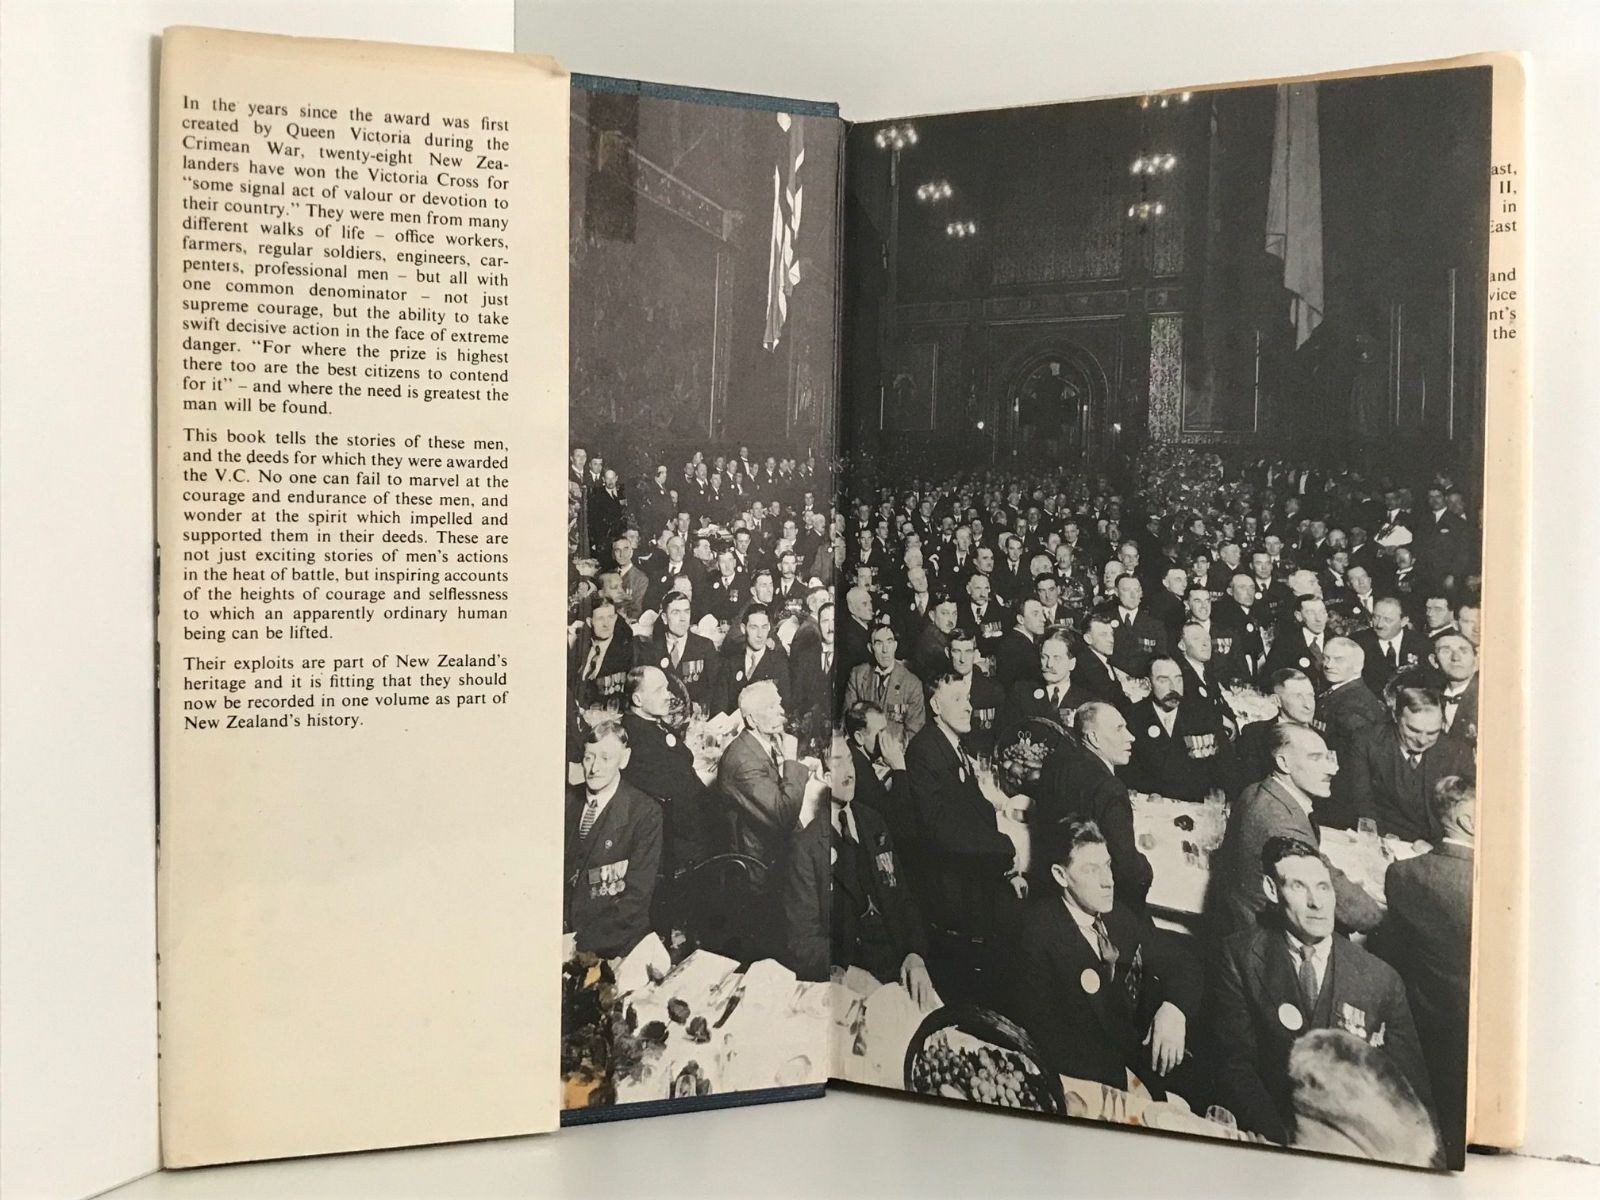 In the years since the award was first
created by Queen Victoria during the
Crimean War, twenty-eight New Zea-
landers have won the Victoria Cross for
“some signal act of valour or devotion to
their country.” They were men from many
different walks of life – office workers,
farmers, regular soldiers, engineers, car-
penters, professional men – but all with
one common denominator – not just
supreme courage, but the ability to take
swift decisive action in the face of extreme
danger. “For where the prize is highest
there too are the best citizens to contend
for it” – and where the need is greatest the
man will be found.
This book tells the stories of these men,
and the deeds for which they were awarded
the V.C. No one can fail to marvel at the
courage and endurance of these men, and
wonder at the spirit which impelled and
supported them in their deeds. These are
not just exciting stories of men’s actions
in the heat of battle, but inspiring accounts
of the heights of courage and selflessness
to which an apparently ordinary human
being can be lifted.
Their exploits are part of New Zealand’s
heritage and it is fitting that they should
now be recorded in one volume as part of
New Zealand’s history.
ast,
II,
in
East
and
vice
nt’s
the